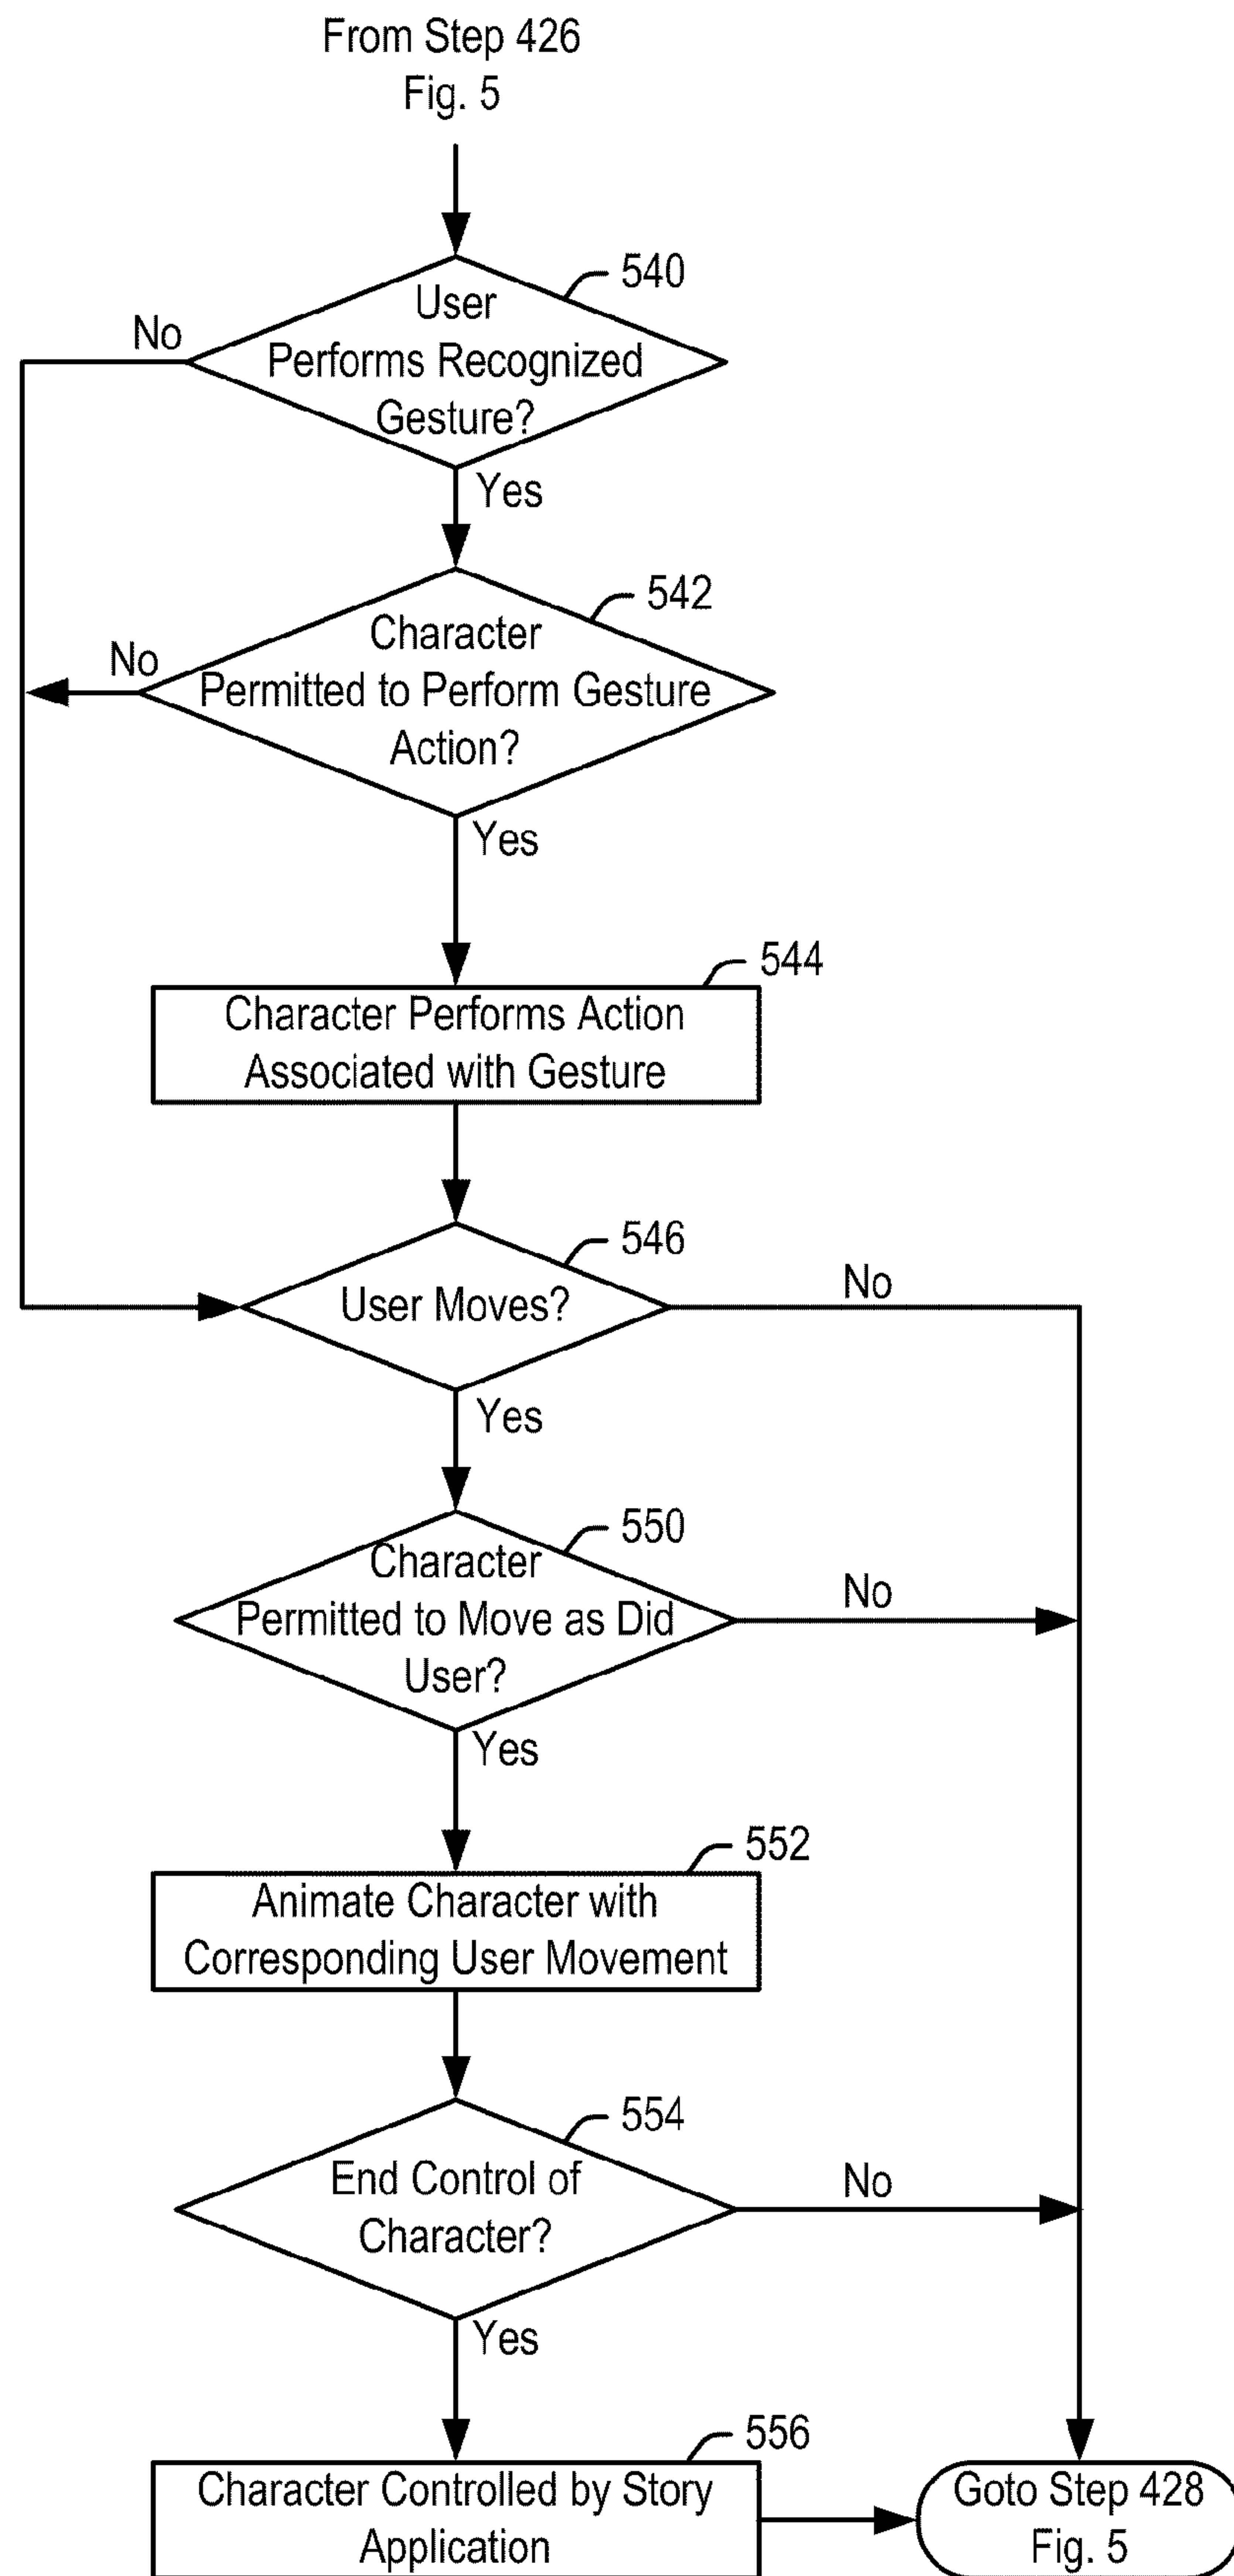 From Step 426
Fig. 5
540
User
Performs Recognized
Gesture?
No
Yes
542
Character
Permitted to Perform Gesture
Action?
No
Yes
544
Character Performs Action
Associated with Gesture
546
User Moves?
No
Yes
550
Character
Permitted to Move as Did
User?
No
Yes
552
Animate Character with
Corresponding User Movement
554
End Control of
Character?
No
Yes
556
Character Controlled by Story
Application
Goto Step 428
Fig. 5